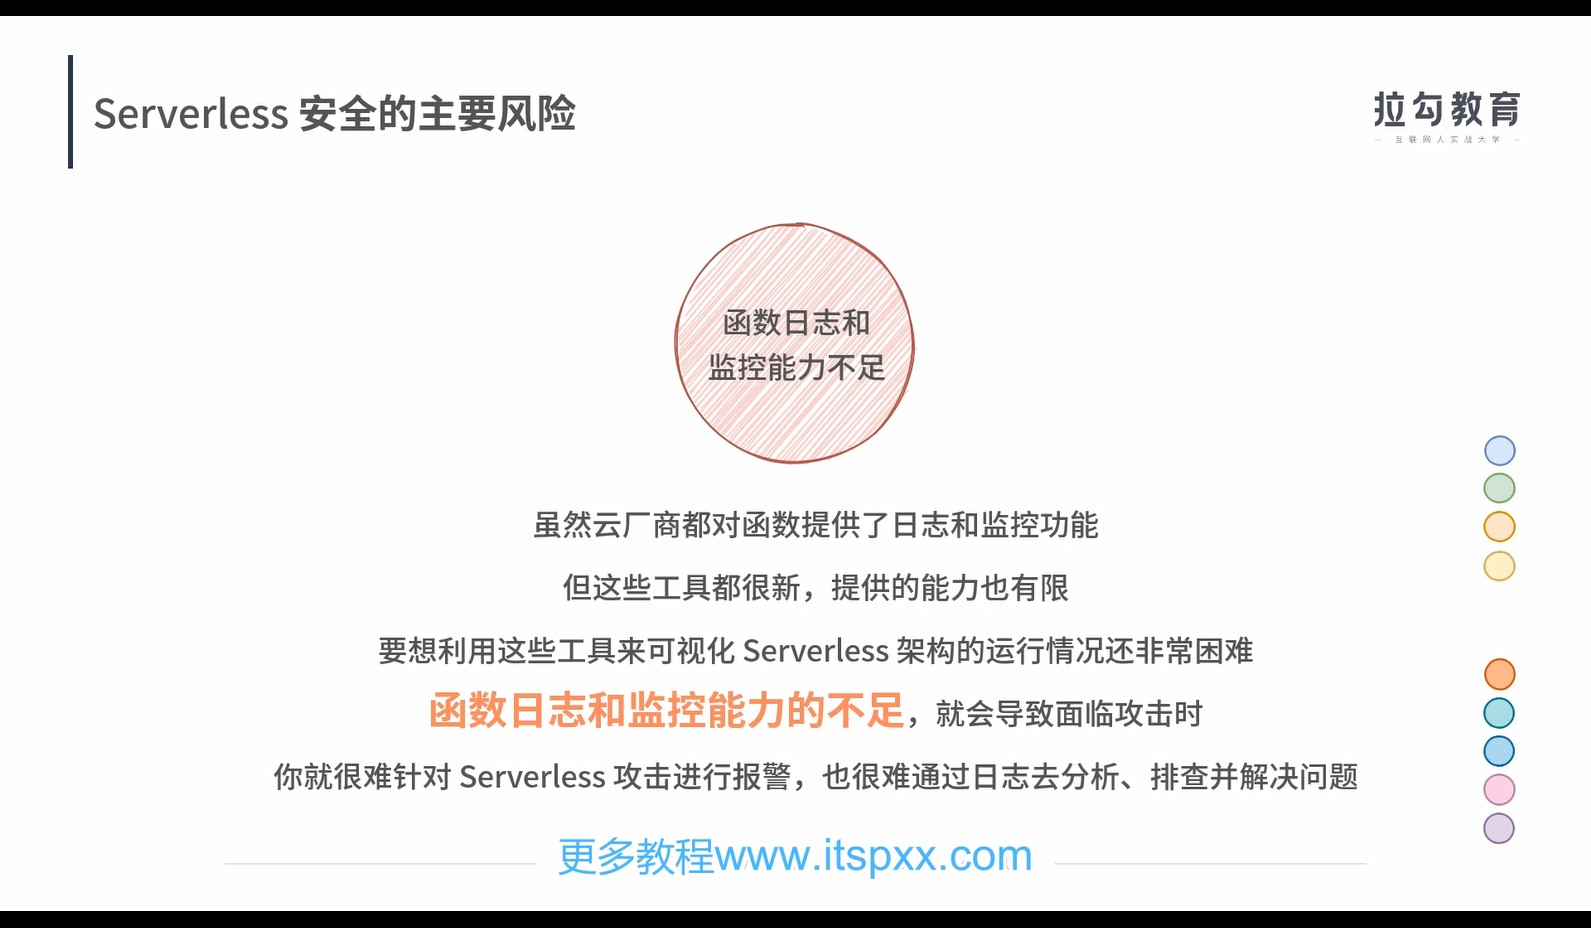 Serverless 安全的主要风险
拉勾教育
— 互联网人实战大学 —
函数日志和
监控能力不足
虽然云厂商都对函数提供了日志和监控功能
但这些工具都很新，提供的能力也有限
要想利用这些工具来可视化 Serverless 架构的运行情况还非常困难
函数日志和监控能力的不足，就会导致面临攻击时
你就很难针对 Serverless 攻击进行报警，也很难通过日志去分析、排查并解决问题
更多教程www.itspxx.com